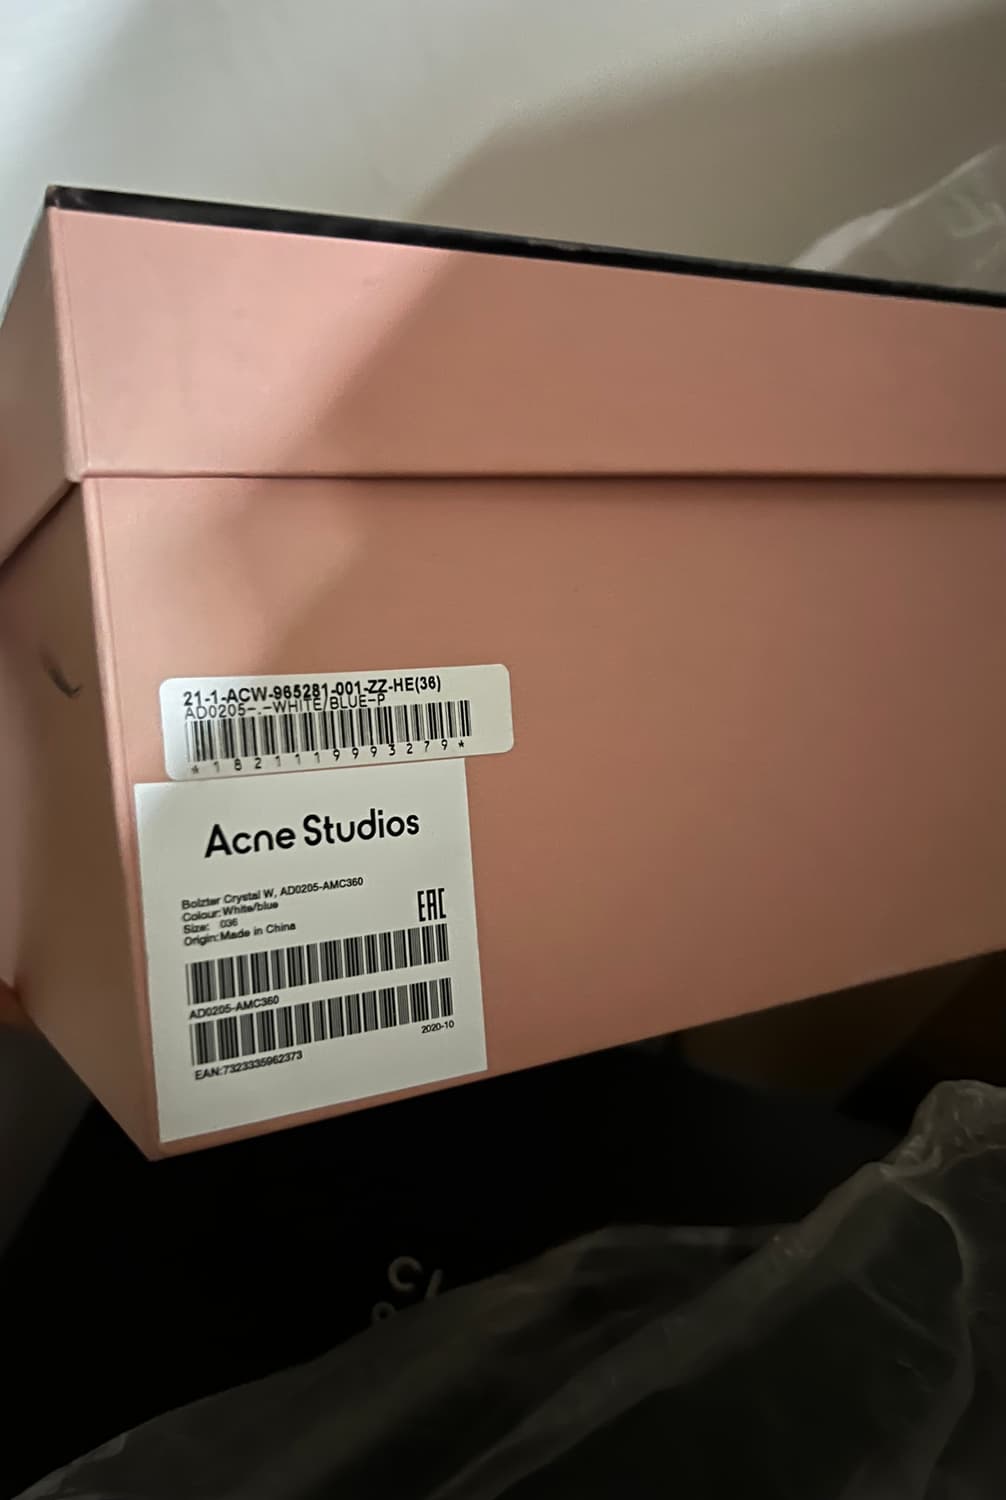 21-1-ACW-965281-001-ZZ-HE(36)
AD0205-.-WHITE/BLUE-P
*1821119993279*
Acne Studios
Bolzter Crystal W, AD0205-AMC360
Colour:White/blue
Size: 036
Origin:Made in China
EAC
AD0205-AMC360
2020-10
EAN:7323335962373